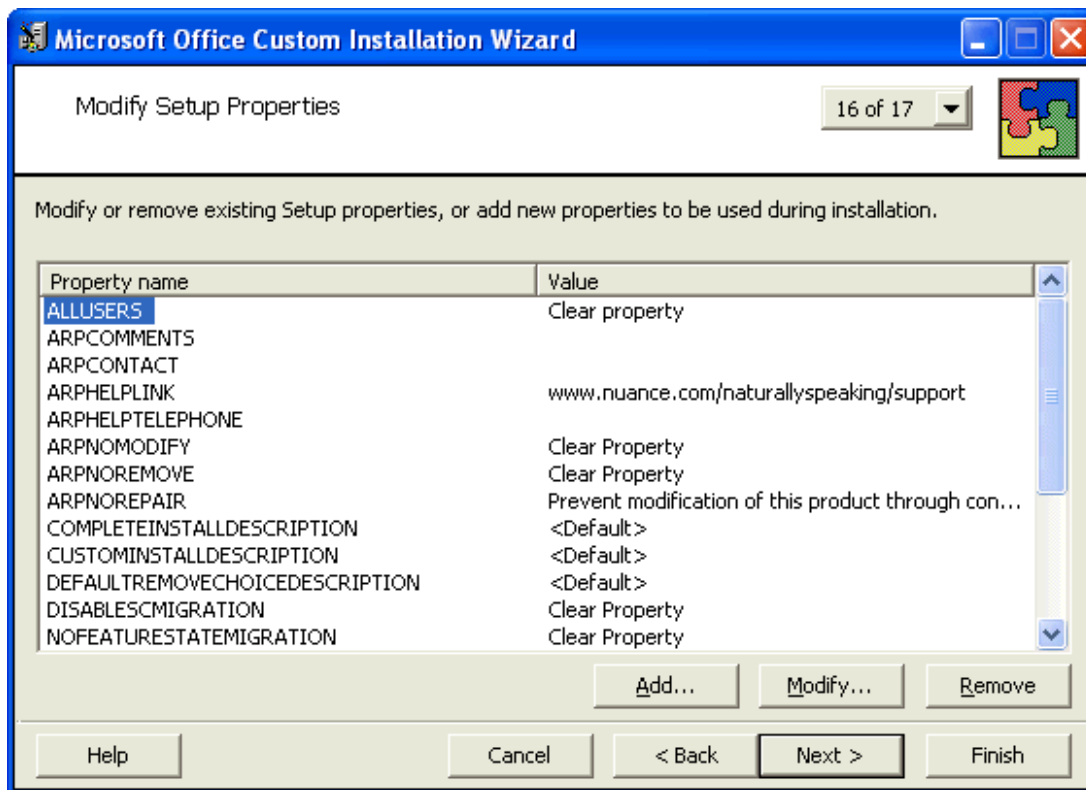 Microsoft Office Custom Installation Wizard
Modify Setup Properties
16 of 17
Modify or remove existing Setup properties, or add new properties to be used during installation.
Property name Value
ALLUSERS Clear property
ARPCOMMENTS
ARPCONTACT
ARPHELPLINK www.nuance.com/naturallyspeaking/support
ARPHELPTELEPHONE
ARPNOMODIFY Clear Property
ARPNOREMOVE Clear Property
ARPNOREPAIR Prevent modification of this product through con...
COMPLETEINSTALLDESCRIPTION <Default>
CUSTOMINSTALLDESCRIPTION <Default>
DEFAULTREMOVECHOICEDESCRIPTION <Default>
DISABLESCMIGRATION Clear Property
NOFEATURESTATEMIGRATION Clear Property
Add... Modify... Remove
Help Cancel < Back Next > Finish